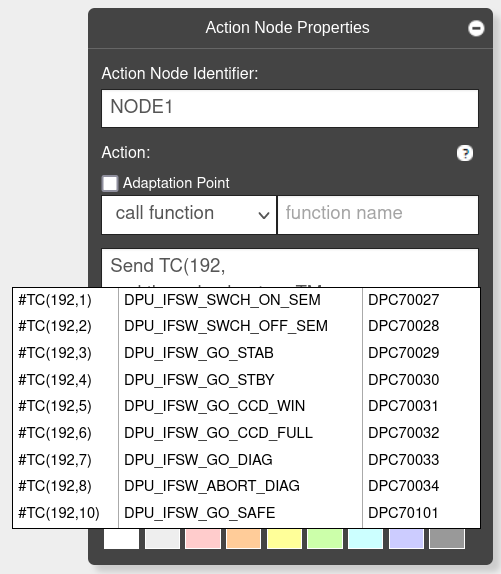 Action Node Properties
Action Node Identifier:
NODE1
Action:
?
Adaptation Point
call function function name
Send TC(192,
#TC(192,1) DPU_IFSW_SWCH_ON_SEM DPC70027
#TC(192,2) DPU_IFSW_SWCH_OFF_SEM DPC70028
#TC(192,3) DPU_IFSW_GO_STAB DPC70029
#TC(192,4) DPU_IFSW_GO_STBY DPC70030
#TC(192,5) DPU_IFSW_GO_CCD_WIN DPC70031
#TC(192,6) DPU_IFSW_GO_CCD_FULL DPC70032
#TC(192,7) DPU_IFSW_GO_DIAG DPC70033
#TC(192,8) DPU_IFSW_ABORT_DIAG DPC70034
#TC(192,10) DPU_IFSW_GO_SAFE DPC70101